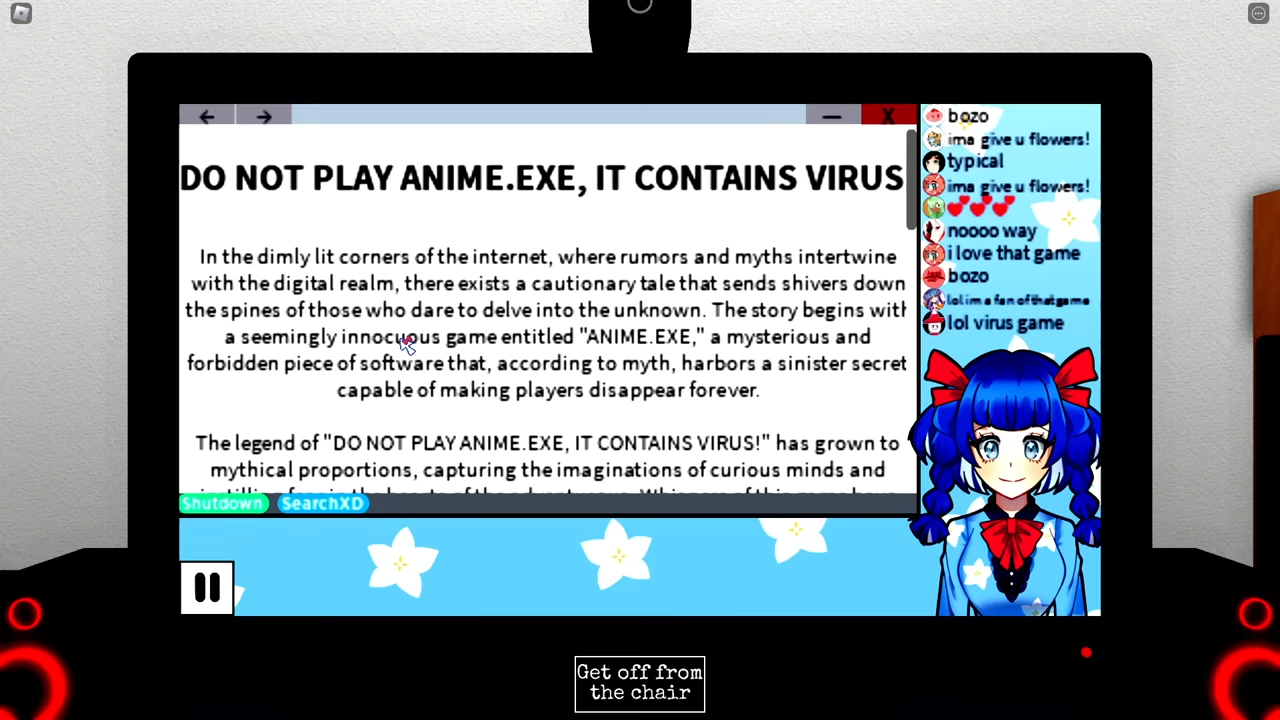 DO NOT PLAY ANIME.EXE, IT CONTAINS VIRUS
In the dimly lit corners of the internet, where rumors and myths intertwine
with the digital realm, there exists a cautionary tale that sends shivers down
the spines of those who dare to delve into the unknown. The story begins with
a seemingly innocuous game entitled "ANIME.EXE," a mysterious and
forbidden piece of software that, according to myth, harbors a sinister secret
capable of making players disappear forever.
The legend of "DO NOT PLAY ANIME.EXE, IT CONTAINS VIRUS!" has grown to
mythical proportions, capturing the imaginations of curious minds and
Shutdown
SearchXD
X
bozo
ima give u flowers!
typical
ima give u flowers!
noooo way
i love that game
bozo
lol im a fan of that game
lol virus game
Get off from
the chair